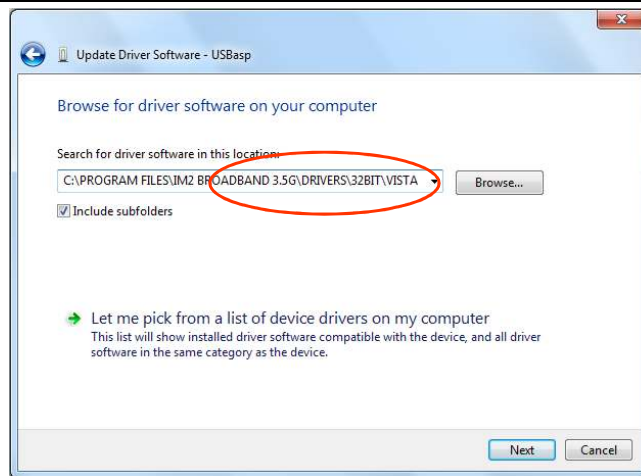 Update Driver Software - USBasp
Browse for driver software on your computer
Search for driver software in this location:
C:\PROGRAM FILES\IM2 BROADBAND 3.5G\DRIVERS\32BIT\VISTA
Browse...
Include subfolders
Let me pick from a list of device drivers on my computer
This list will show installed driver software compatible with the device, and all driver
software in the same category as the device.
Next
Cancel